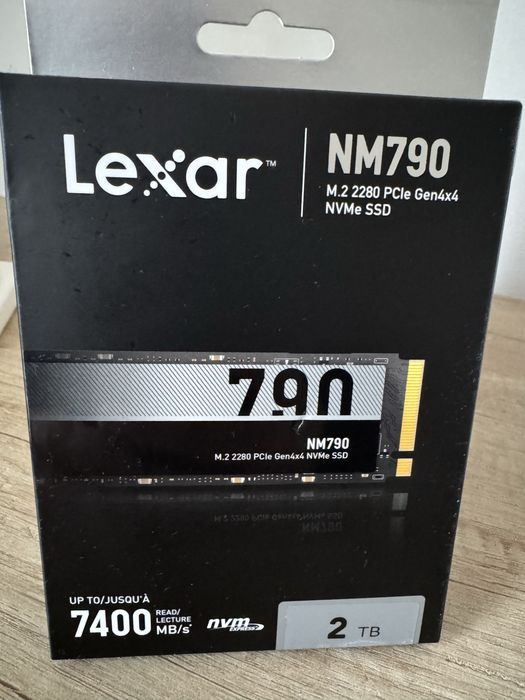 Lexar™
NM790
M.2 2280 PCIe Gen4x4
NVMe SSD
790
NM790
M.2 2280 PCIe Gen4x4 NVMe SSD
UP TO/JUSQU'À
7400 READ/
LECTURE
MB/s*
nvm
EXPRESS
2 TB